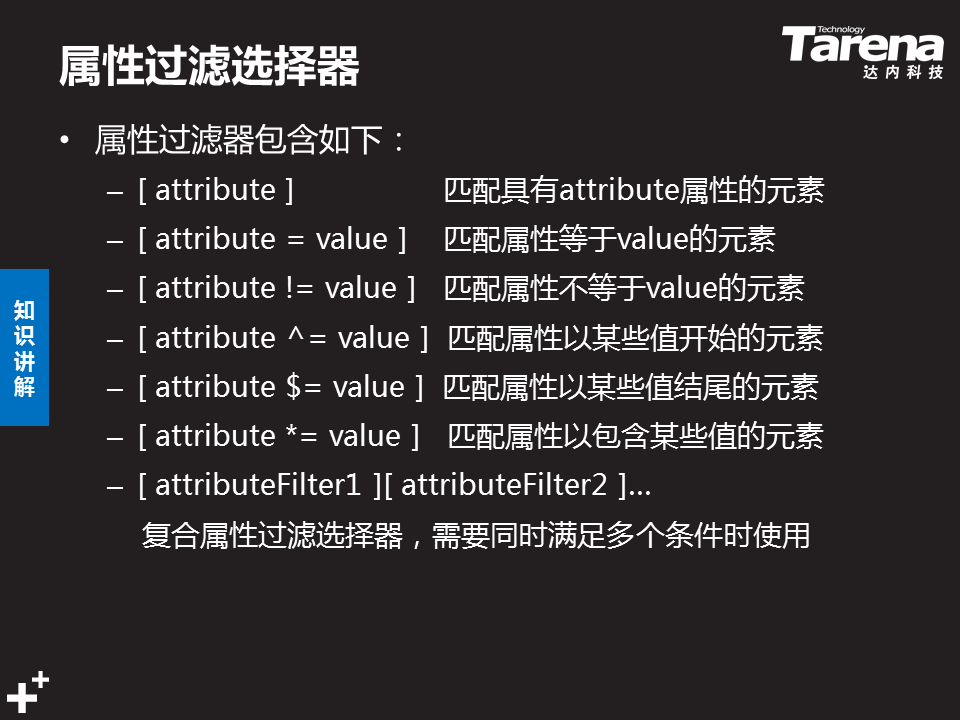 属性过滤选择器
Technology
Tarena
达内科技
• 属性过滤器包含如下：
– [ attribute ] 匹配具有attribute属性的元素
– [ attribute = value ] 匹配属性等于value的元素
– [ attribute != value ] 匹配属性不等于value的元素
– [ attribute ^= value ] 匹配属性以某些值开始的元素
– [ attribute $= value ] 匹配属性以某些值结尾的元素
– [ attribute *= value ] 匹配属性以包含某些值的元素
– [ attributeFilter1 ][ attributeFilter2 ]…
复合属性过滤选择器，需要同时满足多个条件时使用
知
识
讲
解